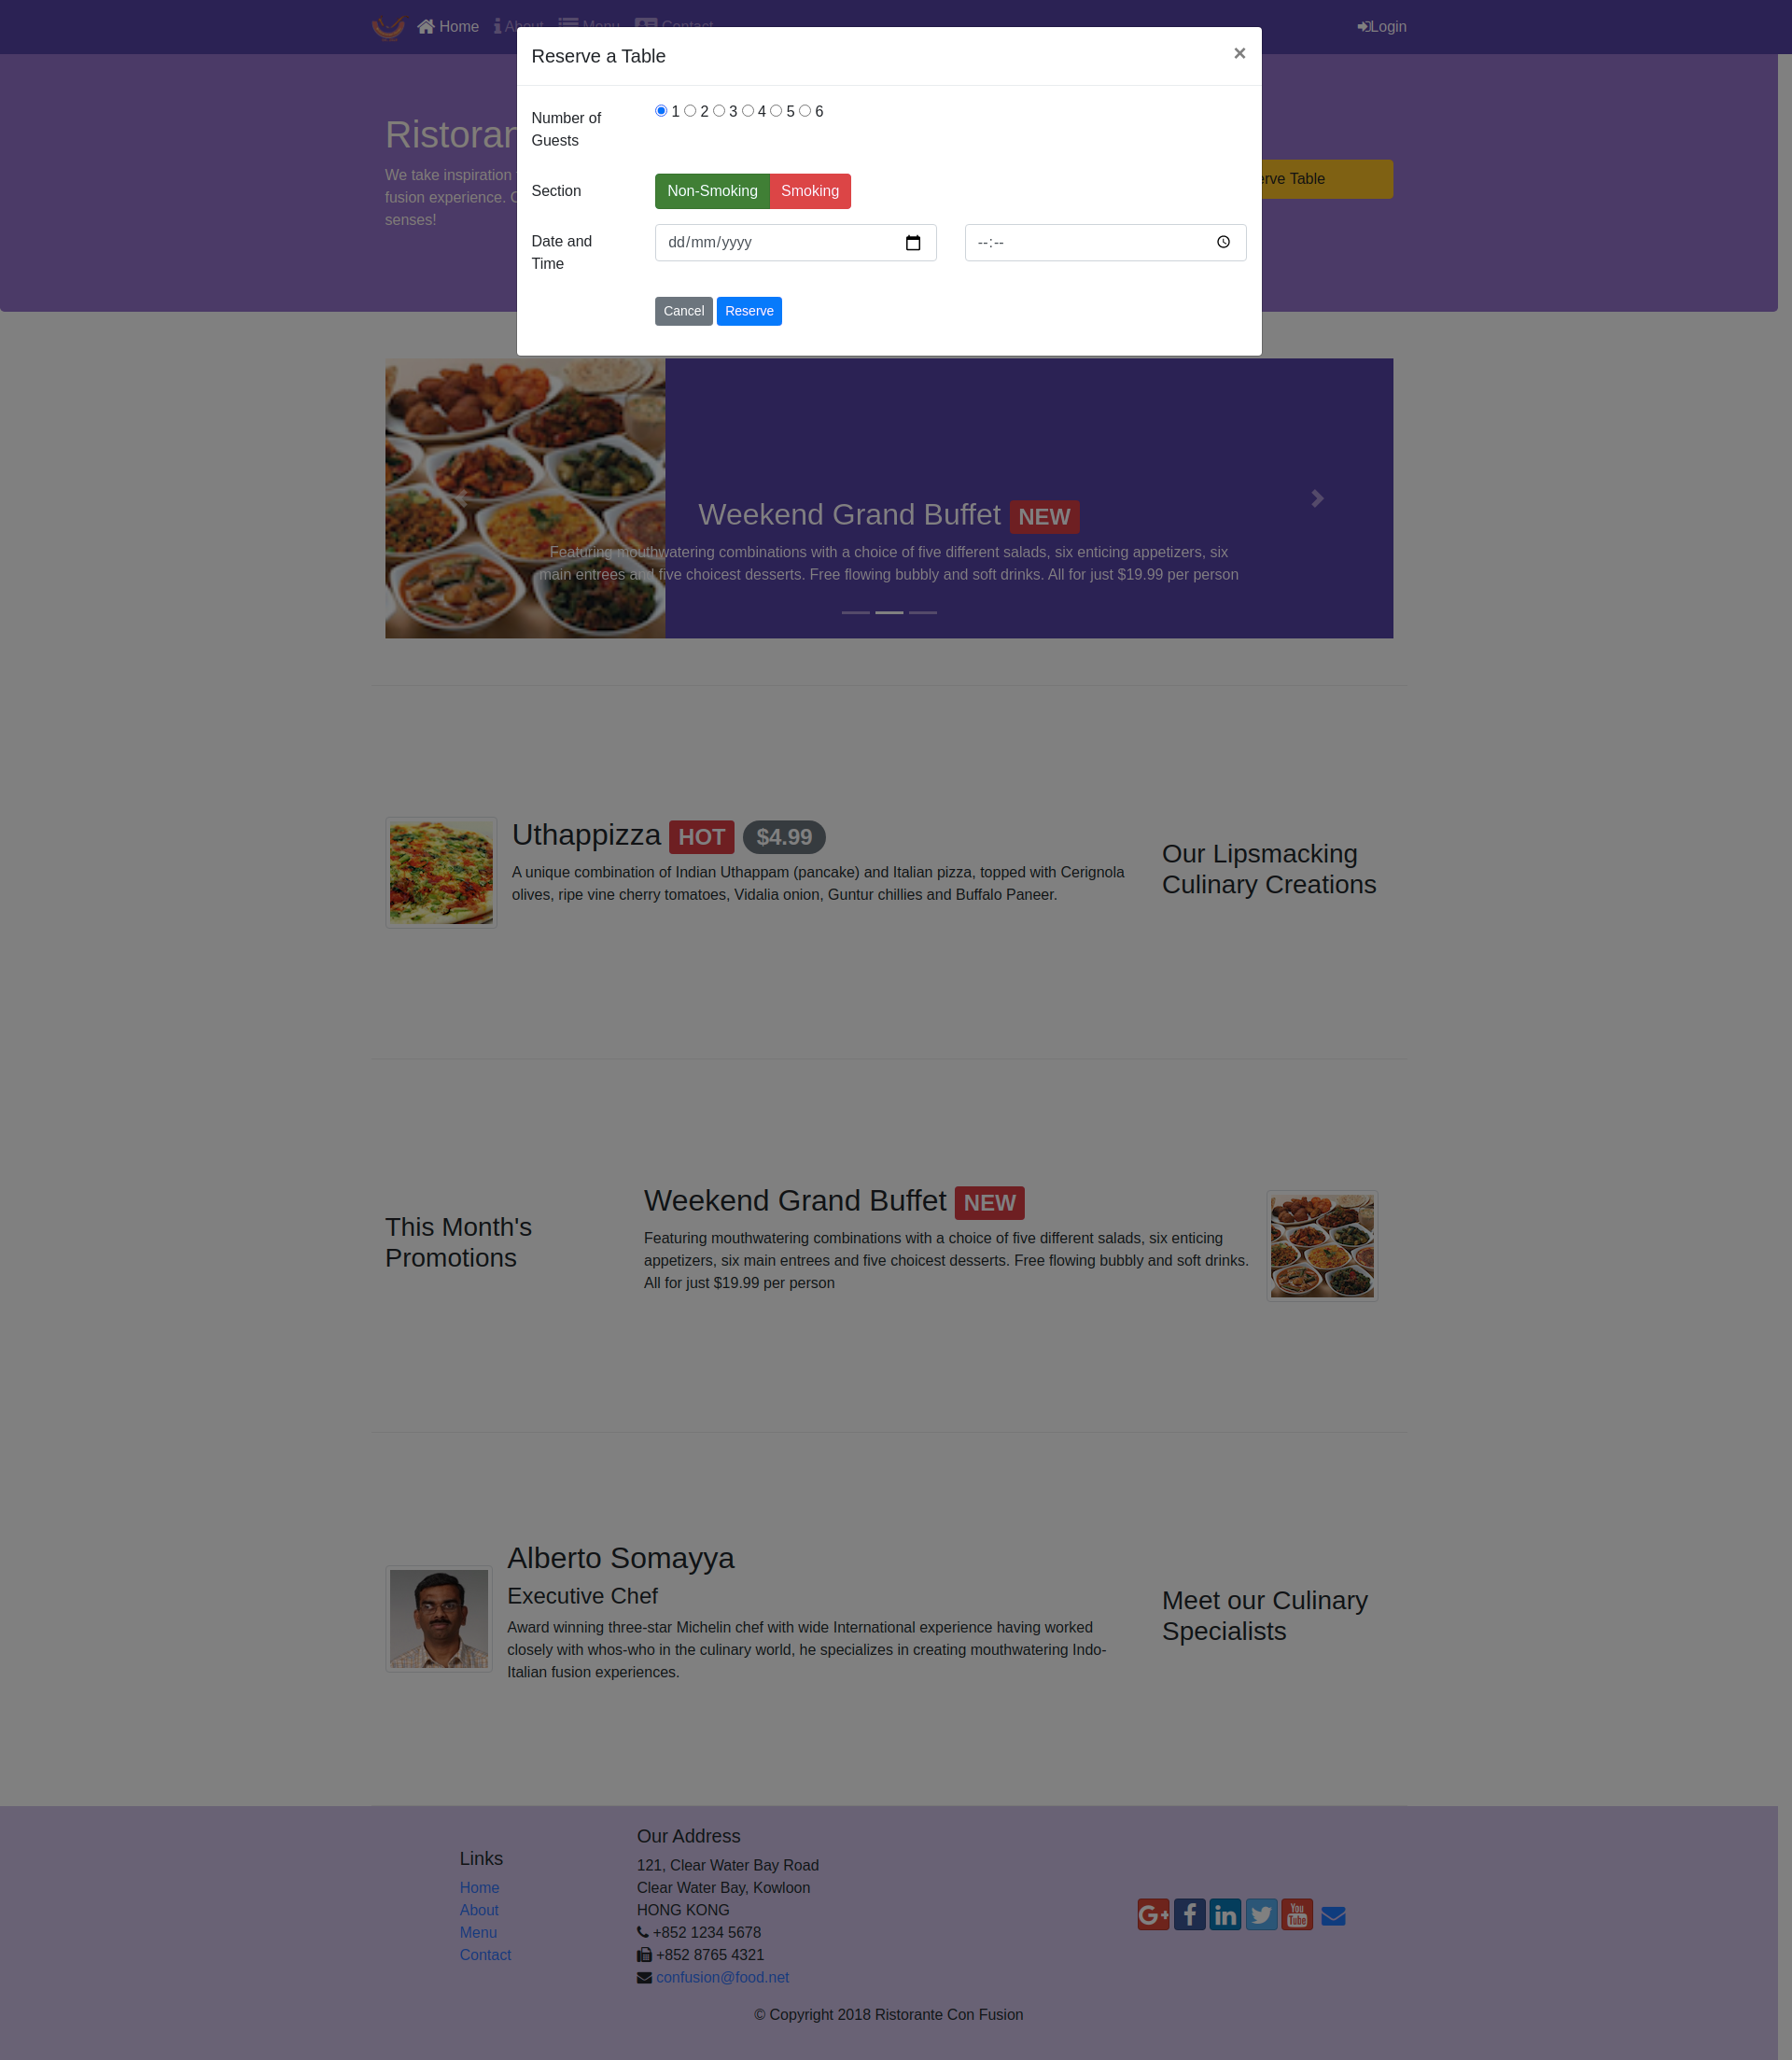 Home About Menu Contact Login
Reserve a Table ×
Number of
Guests
1 2 3 4 5 6
Section
Non-Smoking Smoking
Date and
Time
dd/mm/yyyy
--:--
Cancel Reserve
We take inspiration
fusion experience.
senses!
Table
Weekend Grand Buffet NEW
Featuring mouthwatering combinations with a choice of five different salads, six enticing appetizers, six
main entrees and five choicest desserts. Free flowing bubbly and soft drinks. All for just $19.99 per person
Uthappizza HOT $4.99
A unique combination of Indian Uthappam (pancake) and Italian pizza, topped with Cerignola
olives, ripe vine cherry tomatoes, Vidalia onion, Guntur chillies and Buffalo Paneer.
Our Lipsmacking
Culinary Creations
This Month's
Promotions
Weekend Grand Buffet NEW
Featuring mouthwatering combinations with a choice of five different salads, six enticing
appetizers, six main entrees and five choicest desserts. Free flowing bubbly and soft drinks.
All for just $19.99 per person
Alberto Somayya
Executive Chef
Award winning three-star Michelin chef with wide International experience having worked
closely with whos-who in the culinary world, he specializes in creating mouthwatering Indo-
Italian fusion experiences.
Meet our Culinary
Specialists
Links
Home
About
Menu
Contact
Our Address
121, Clear Water Bay Road
Clear Water Bay, Kowloon
HONG KONG
+852 1234 5678
+852 8765 4321
confusion@food.net
G+ f in You Tube
© Copyright 2018 Ristorante Con Fusion